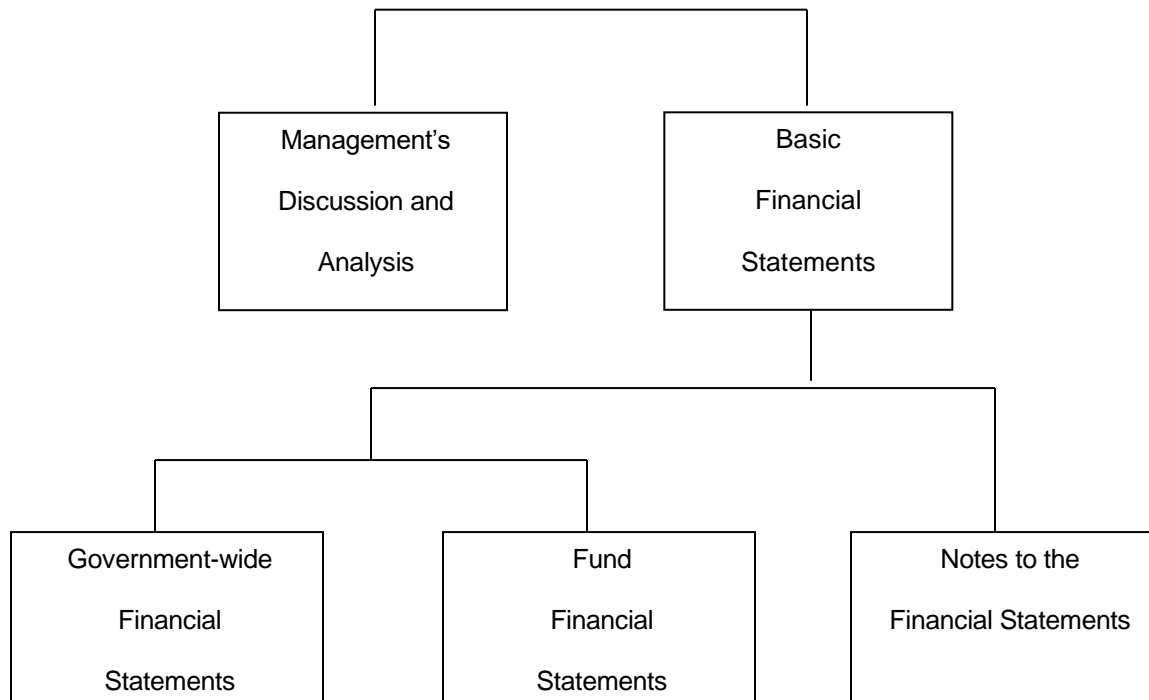 Management’s
Discussion and
Analysis
Basic
Financial
Statements
Government-wide
Financial
Statements
Fund
Financial
Statements
Notes to the
Financial Statements